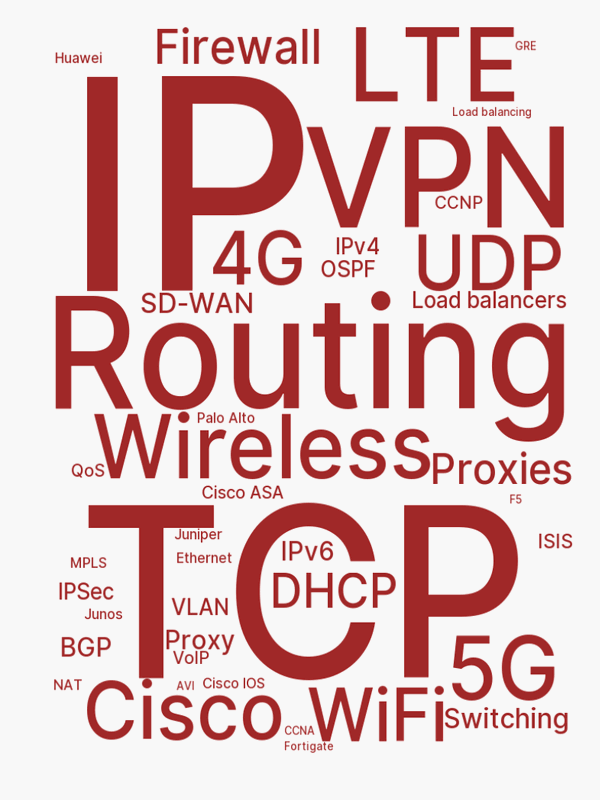 Firewall
LTE
GRE
Huawei
IP
Load balancing
VPN
CCNP
4G
IPv4
UDP
OSPF
SD-WAN
Load balancers
Routing
Palo Alto
Wireless
QoS
Proxies
Cisco ASA
F5
TCP
Juniper
ISIS
IPv6
Ethernet
MPLS
DHCP
IPSec
VLAN
Junos
Proxy
BGP
VoIP
5G
NAT
AVI
Cisco IOS
Cisco
WiFi
Switching
CCNA
Fortigate